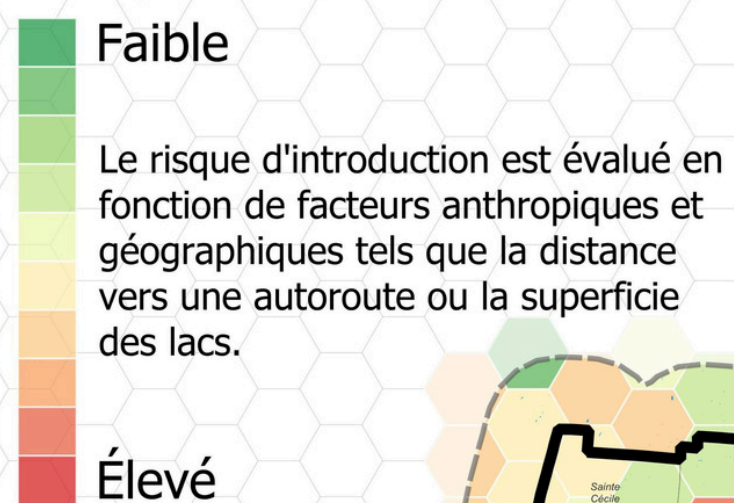 Faible
Le risque d'introduction est évalué en
fonction de facteurs anthropiques et
géographiques tels que la distance
vers une autoroute ou la superficie
des lacs.
Élevé
Sainte
Cécile